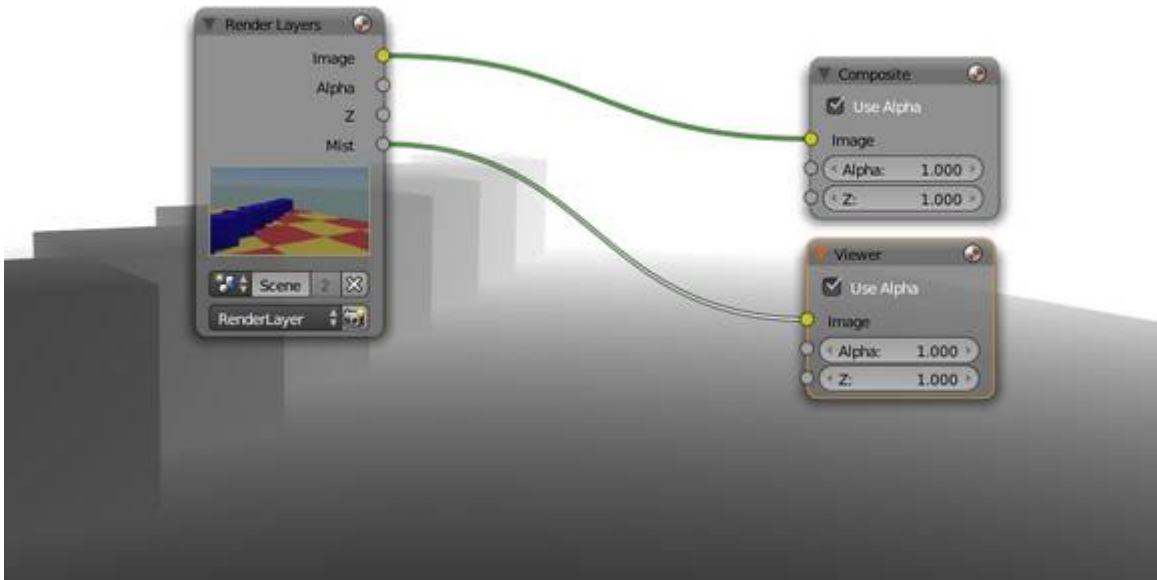 Render Layers
Image
Alpha
Z
Mist
Scene 2
RenderLayer
Composite
Use Alpha
Image
Alpha: 1.000
Z: 1.000
Viewer
Use Alpha
Image
Alpha: 1.000
Z: 1.000